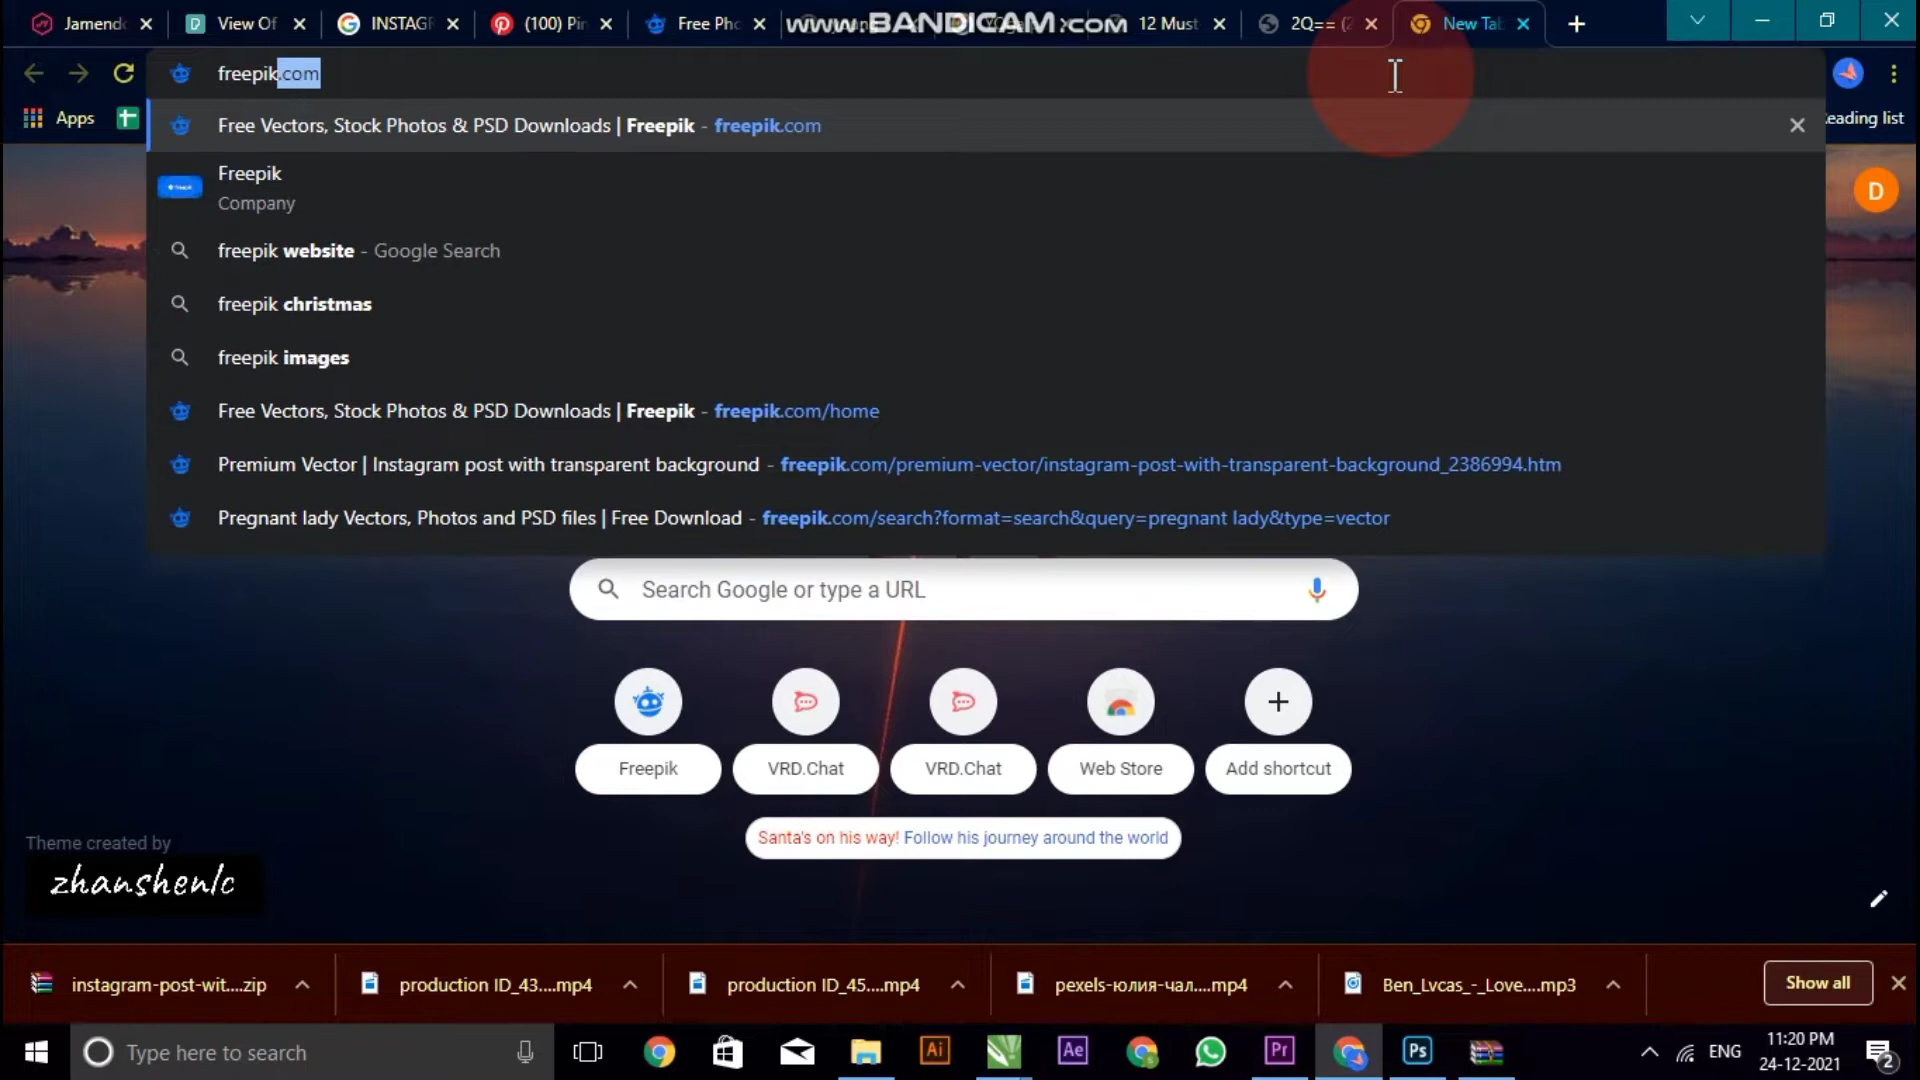 Jamend
View Of
INSTAGR
(100) Pi
Free Pho
www.BANDICAM.com
12 Must
2Q== (2
New Tab
freepik.com
Apps
eading list
Free Vectors, Stock Photos & PSD Downloads | Freepik - freepik.com
Freepik
Company
D
freepik website - Google Search
freepik christmas
freepik images
Free Vectors, Stock Photos & PSD Downloads | Freepik - freepik.com/home
Premium Vector | Instagram post with transparent background - freepik.com/premium-vector/instagram-post-with-transparent-background_2386994.htm
Pregnant lady Vectors, Photos and PSD files | Free Download - freepik.com/search?format=search&query=pregnant lady&type=vector
Search Google or type a URL
Freepik
VRD.Chat
VRD.Chat
Web Store
Add shortcut
Santa's on his way! Follow his journey around the world
Theme created by
zhanshenlc
instagram-post-wit....zip
production ID_43....mp4
production ID_45....mp4
pexels-юлия-чал....mp4
Ben_Lvcas_-_Love....mp3
Show all
Type here to search
Ai
Ae
Pr
Ps
ENG
11:20 PM
24-12-2021
2